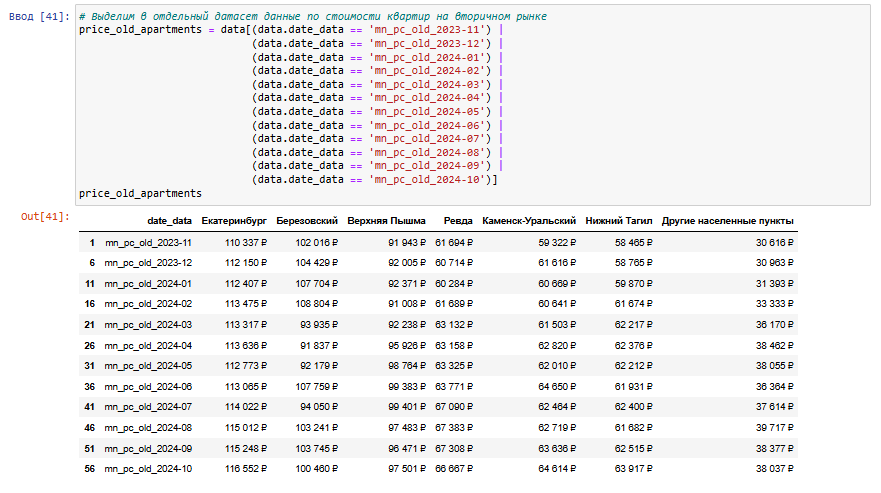 Ввод [41]: # Выделим в отдельный датасет данные по стоимости квартир на вторичном рынке
price_old_apartments = data[(data.date_data == 'mn_pc_old_2023-11') |
(data.date_data == 'mn_pc_old_2023-12') |
(data.date_data == 'mn_pc_old_2024-01') |
(data.date_data == 'mn_pc_old_2024-02') |
(data.date_data == 'mn_pc_old_2024-03') |
(data.date_data == 'mn_pc_old_2024-04') |
(data.date_data == 'mn_pc_old_2024-05') |
(data.date_data == 'mn_pc_old_2024-06') |
(data.date_data == 'mn_pc_old_2024-07') |
(data.date_data == 'mn_pc_old_2024-08') |
(data.date_data == 'mn_pc_old_2024-09') |
(data.date_data == 'mn_pc_old_2024-10')]
price_old_apartments
Out[41]:
date_data Екатеринбург Березовский Верхняя Пышма Ревда Каменск-Уральский Нижний Тагил Другие населенные пункты
1 mn_pc_old_2023-11 110 337 ₽ 102 016 ₽ 91 943 ₽ 61 694 ₽ 59 322 ₽ 58 465 ₽ 30 616 ₽
6 mn_pc_old_2023-12 112 150 ₽ 104 429 ₽ 92 005 ₽ 60 714 ₽ 61 616 ₽ 58 765 ₽ 30 963 ₽
11 mn_pc_old_2024-01 112 407 ₽ 107 704 ₽ 92 371 ₽ 60 284 ₽ 60 669 ₽ 59 870 ₽ 31 393 ₽
16 mn_pc_old_2024-02 113 475 ₽ 108 804 ₽ 91 008 ₽ 61 689 ₽ 60 641 ₽ 61 674 ₽ 33 333 ₽
21 mn_pc_old_2024-03 113 317 ₽ 93 935 ₽ 92 238 ₽ 63 132 ₽ 61 503 ₽ 62 217 ₽ 36 170 ₽
26 mn_pc_old_2024-04 113 636 ₽ 91 837 ₽ 95 926 ₽ 63 158 ₽ 62 820 ₽ 62 376 ₽ 38 462 ₽
31 mn_pc_old_2024-05 112 773 ₽ 92 179 ₽ 98 764 ₽ 63 325 ₽ 62 010 ₽ 62 212 ₽ 38 055 ₽
36 mn_pc_old_2024-06 113 065 ₽ 107 759 ₽ 99 383 ₽ 63 771 ₽ 64 650 ₽ 61 931 ₽ 36 364 ₽
41 mn_pc_old_2024-07 114 022 ₽ 94 050 ₽ 99 401 ₽ 67 090 ₽ 62 464 ₽ 62 400 ₽ 37 614 ₽
46 mn_pc_old_2024-08 115 012 ₽ 103 241 ₽ 97 483 ₽ 67 383 ₽ 62 719 ₽ 61 682 ₽ 39 717 ₽
51 mn_pc_old_2024-09 115 248 ₽ 103 745 ₽ 96 471 ₽ 67 308 ₽ 63 636 ₽ 62 515 ₽ 38 377 ₽
56 mn_pc_old_2024-10 116 552 ₽ 100 460 ₽ 97 501 ₽ 66 667 ₽ 64 614 ₽ 63 917 ₽ 38 037 ₽